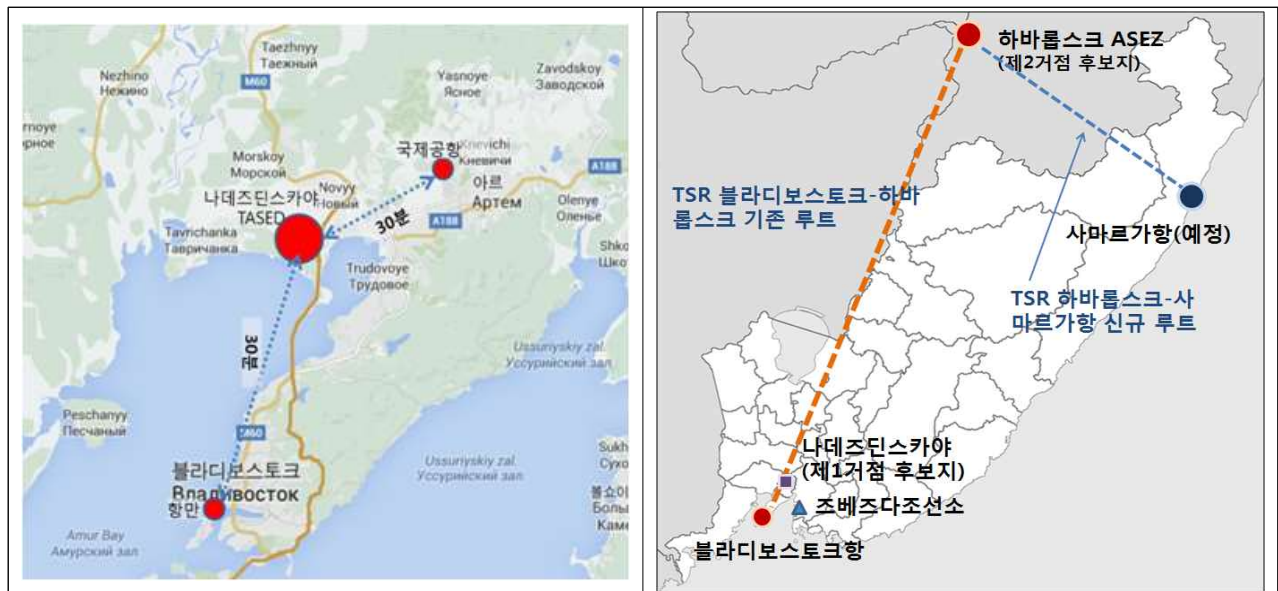 Taezhnyy
Таежный
M60
Nezhino
Нежино
Yasnoye
Ясное
Zavodskoy
Заводской
국제공항
Knevichi
Кневичи
A188
Morskoy
Морской
나데즈딘스카야
TASED
Novyy
Новый
30분
아르
Артем
A188
Olenye
Оленье
Tavrichanka
Тавричанка
Trudovoye
Трудовое
30분
Ussuriyskiy zal.
Уссурийский зал.
Peschanyy
Песчаный
M60
블라디보스토크
Владивосток
항만
Ussuriyskiy zal.
Уссурийский зал.
Amur Bay
Амурский зал
하바롭스크 ASEZ
(제2거점 후보지)
TSR 블라디보스토크-하바
롭스크 기존 루트
사마르가항(예정)
TSR 하바롭스크-사
마르가항 신규 루트
나데즈딘스카야
(제1거점 후보지)
즈베즈다조선소
블라디보스토크항